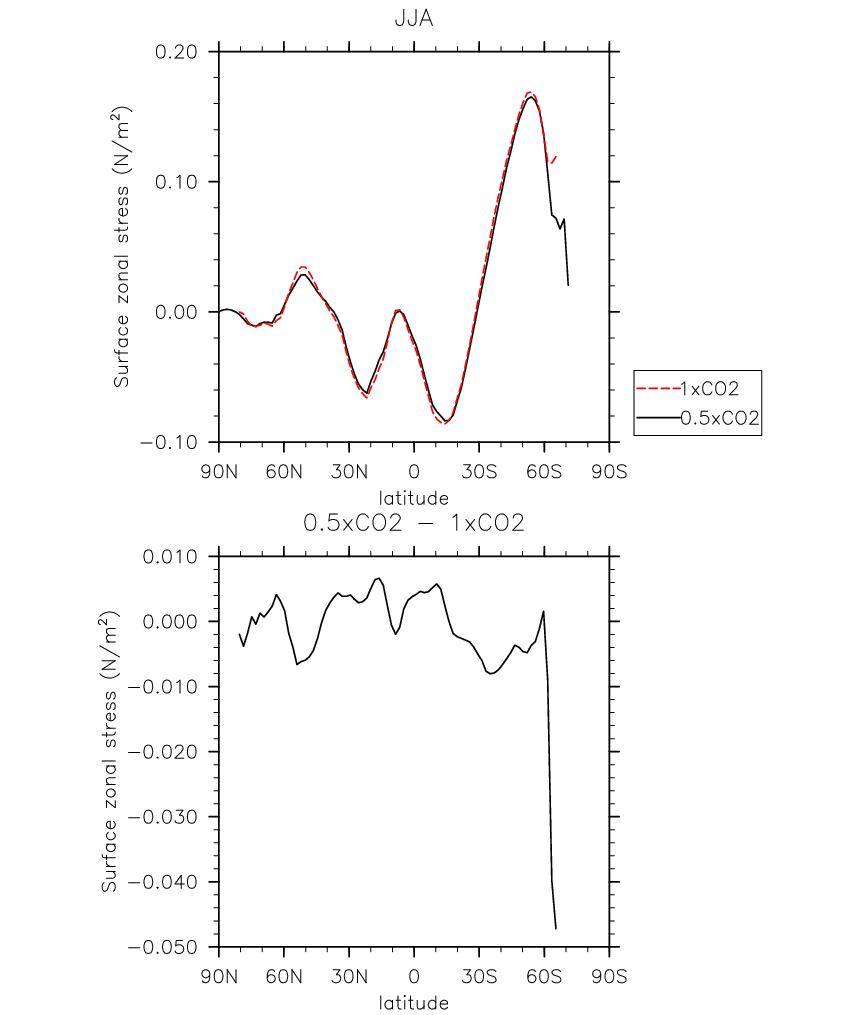 JJA
Surface zonal stress (N/m²)
0.20
0.10
0.00
−0.10
90N 60N 30N 0 30S 60S 90S
latitude
1xCO2
0.5xCO2
0.5xCO2 − 1xCO2
Surface zonal stress (N/m²)
0.010
0.000
−0.010
−0.020
−0.030
−0.040
−0.050
90N 60N 30N 0 30S 60S 90S
latitude